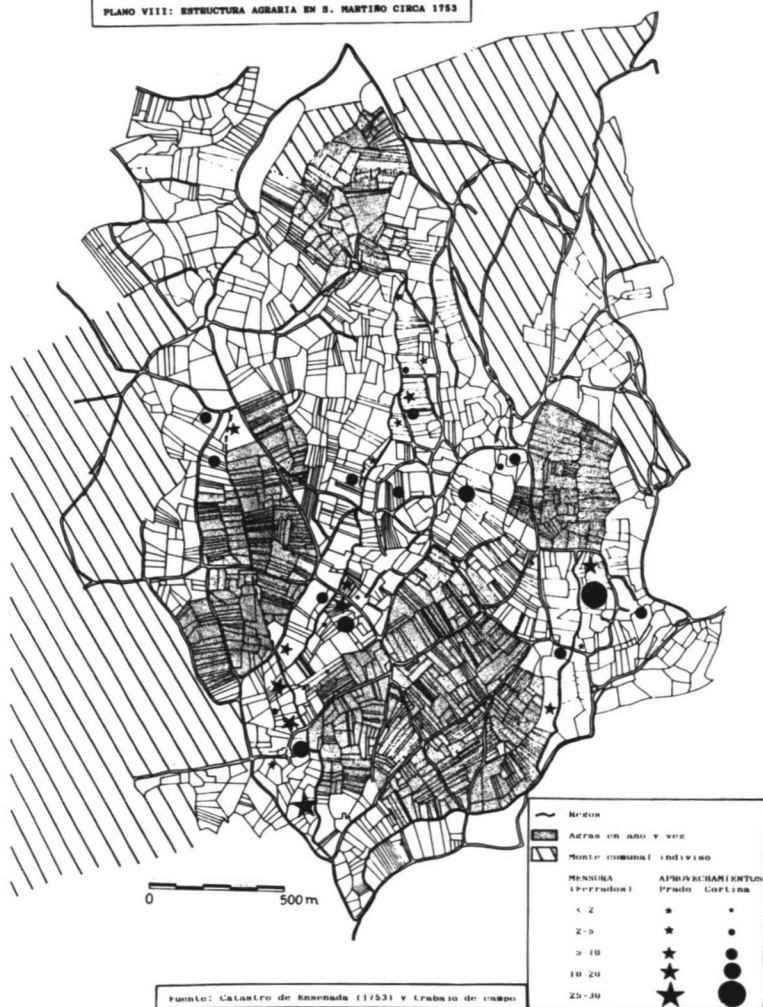 PLANO VIII: ESTRUCTURA AGRARIA EN S. MARTIÑO CIRCA 1753
Regos
Agras en ano y vez
Monte comunal indiviso
MENSURA APROVECHAMIENTOS
(Ferrados) Prado Cortina
< 2
2-5
5-10
10-20
25-30
0 500m
Fuente: Catastro de Ensenada (1753) y trabajo de campo